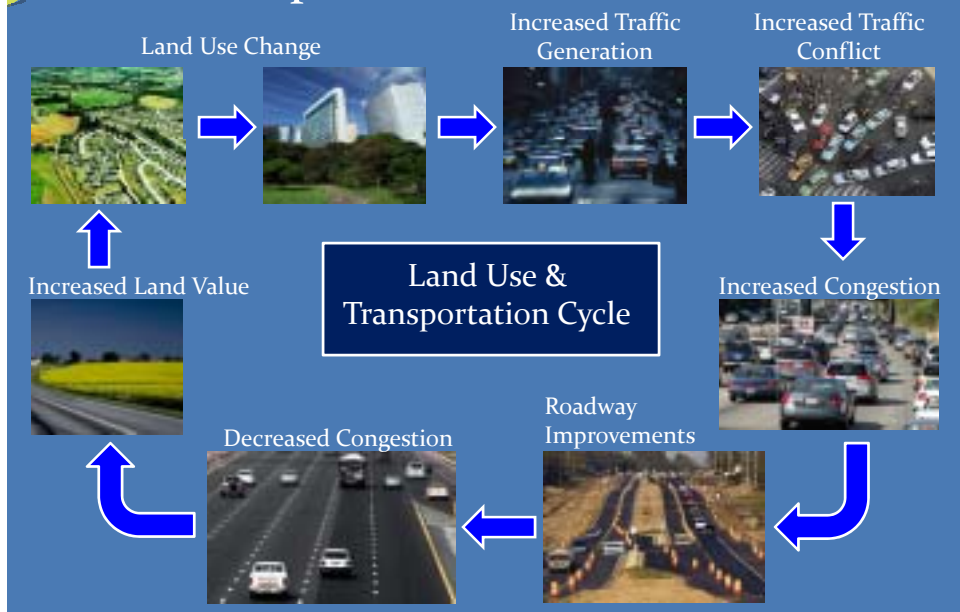 Land Use Change
Increased Traffic
Generation
Increased Traffic
Conflict
Increased Land Value
Land Use &
Transportation Cycle
Increased Congestion
Decreased Congestion
Roadway
Improvements